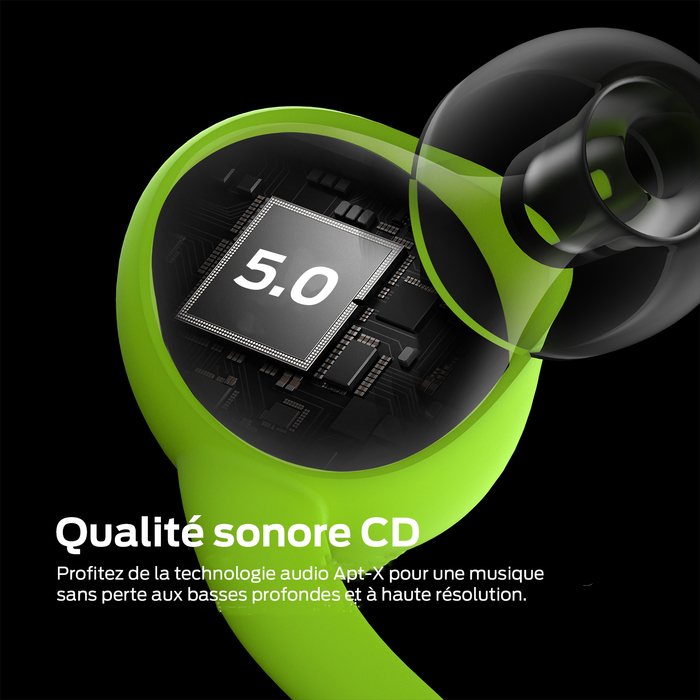 5.0
Qualité sonore CD
Profitez de la technologie audio Apt-X pour une musique
sans perte aux basses profondes et à haute résolution.